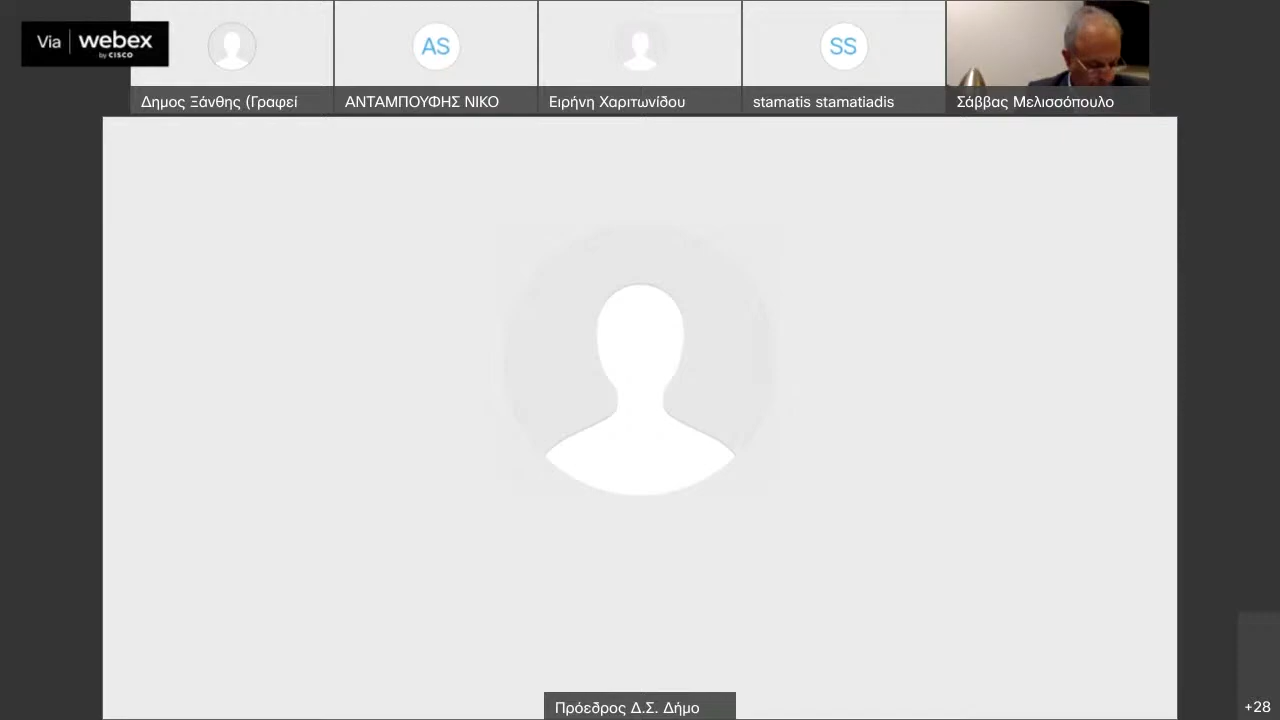 Via webex
by CISCO
AS
SS
Δημος Ξάνθης (Γραφεί
ΑΝΤΑΜΠΟΥΦΗΣ ΝΙΚΟ
Ειρήνη Χαριτωνίδου
stamatis stamatiadis
Σάββας Μελισσόπουλο
Πρόεδρος Δ.Σ. Δήμο
+28